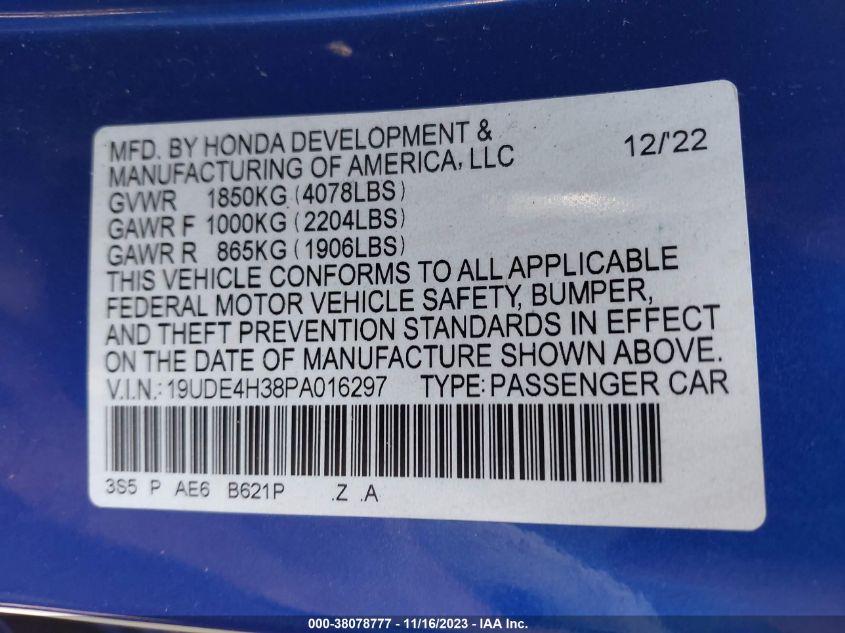 MFD. BY HONDA DEVELOPMENT & 12/'22
MANUFACTURING OF AMERICA, LLC
GVWR 1850KG (4078LBS)
GAWR F 1000KG (2204LBS)
GAWR R 865KG (1906LBS)
THIS VEHICLE CONFORMS TO ALL APPLICABLE
FEDERAL MOTOR VEHICLE SAFETY, BUMPER,
AND THEFT PREVENTION STANDARDS IN EFFECT
ON THE DATE OF MANUFACTURE SHOWN ABOVE.
V.I.N.: 19UDE4H38PA016297 TYPE: PASSENGER CAR
3S5 P AE6 B621P .Z .A
000-38078777 - 11/16/2023 - IAA Inc.